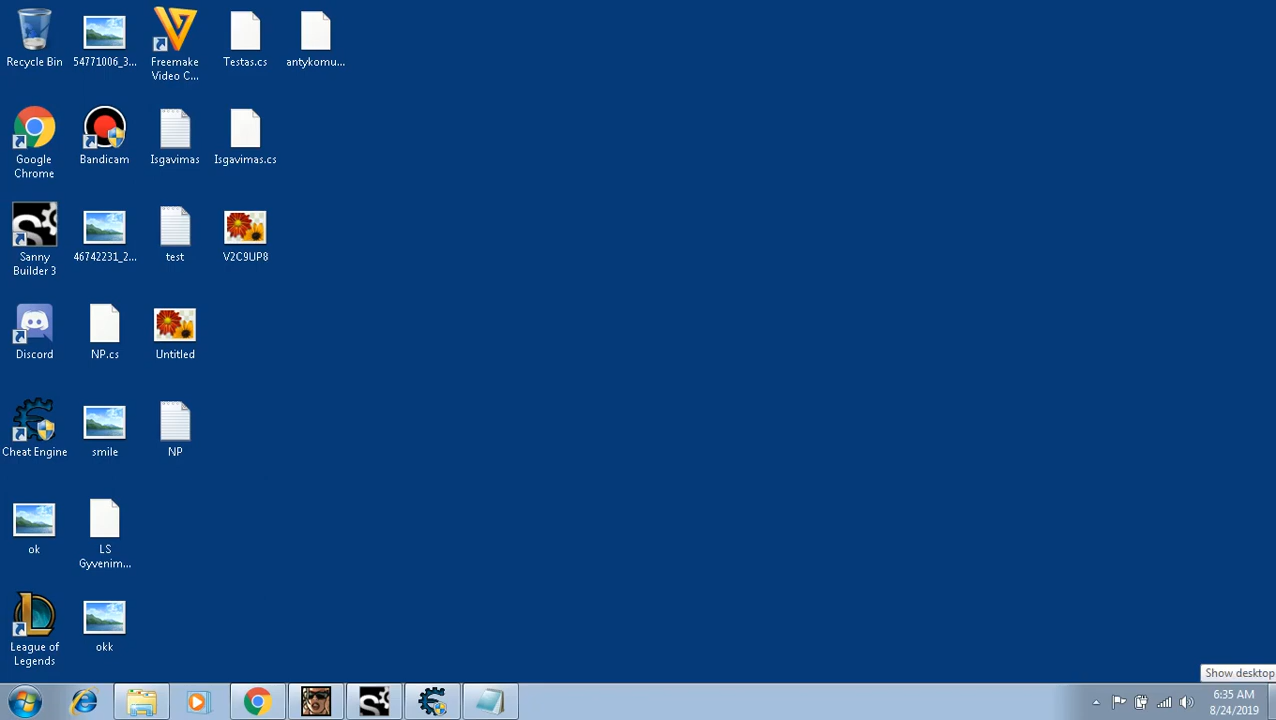 Recycle Bin
54771006_3...
Freemake
Video C...
Testas.cs
antykomu...
Google
Chrome
Bandicam
Isgavimas
Isgavimas.cs
Sanny
Builder 3
46742231_2...
test
V2C9UP8
Discord
NP.cs
Untitled
Cheat Engine
smile
NP
ok
LS
Gyvenim...
League of
Legends
okk
Show desktop
6:35 AM
8/24/2019